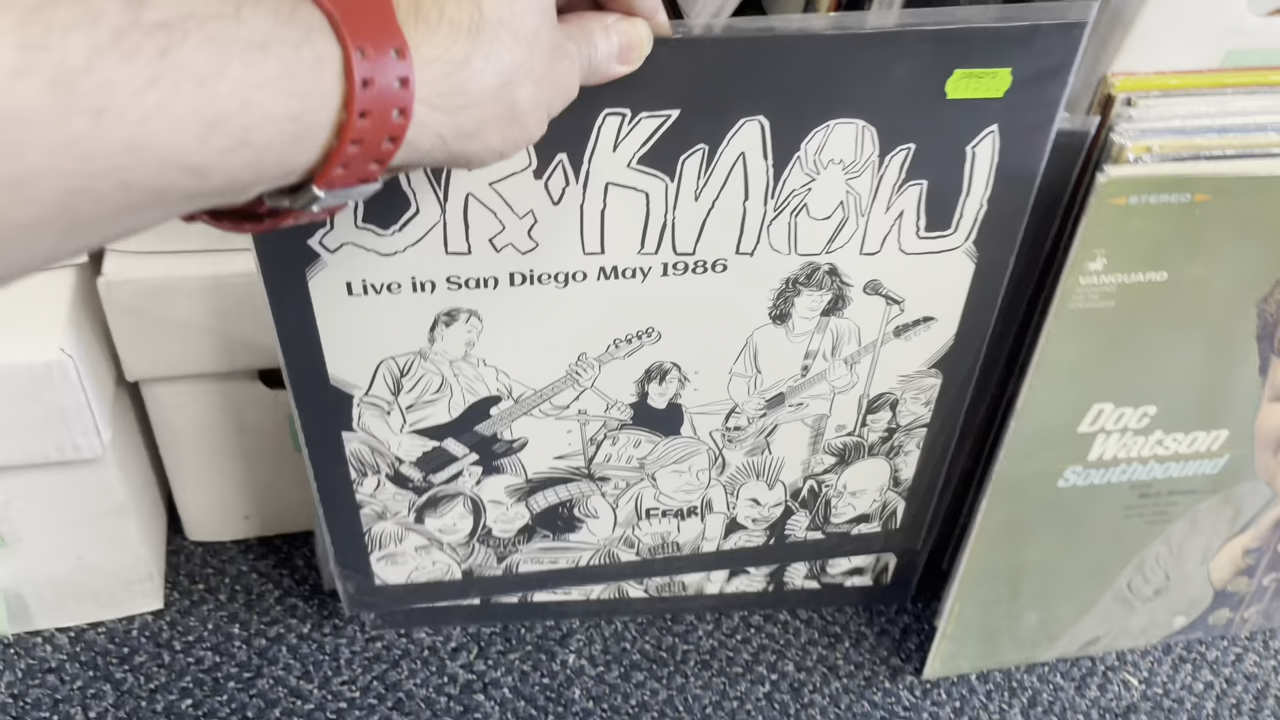 DR. KNOW
Live in San Diego May 1986
FEAR
STEREO
VANGUARD
Doc
Watson
Southbound